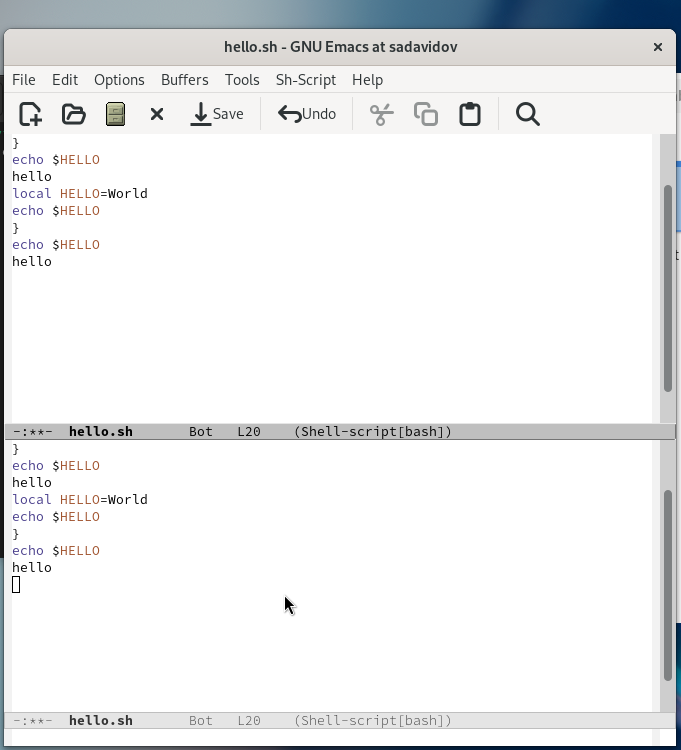 hello.sh - GNU Emacs at sadavidov
File Edit Options Buffers Tools Sh-Script Help
Save Undo
}
echo $HELLO
hello
local HELLO=World
echo $HELLO
}
echo $HELLO
hello
-:**- hello.sh Bot L20 (Shell-script[bash])
}
echo $HELLO
hello
local HELLO=World
echo $HELLO
}
echo $HELLO
hello
-:**- hello.sh Bot L20 (Shell-script[bash])